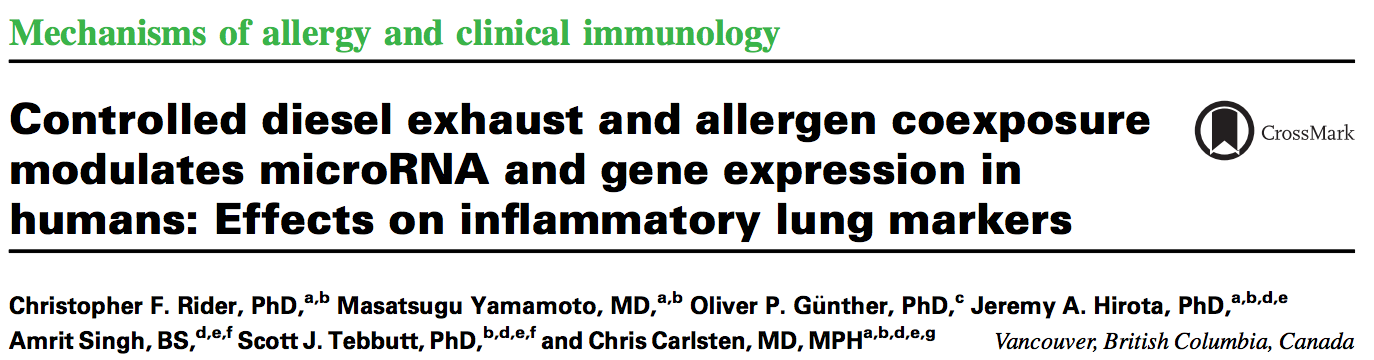 Mechanisms of allergy and clinical immunology
Controlled diesel exhaust and allergen coexposure
modulates microRNA and gene expression in
humans: Effects on inflammatory lung markers
CrossMark
Christopher F. Rider, PhD,a,b Masatsugu Yamamoto, MD,a,b Oliver P. Günther, PhD,c Jeremy A. Hirota, PhD,a,b,d,e
Amrit Singh, BS,d,e,f Scott J. Tebbutt, PhD,b,d,e,f and Chris Carlsten, MD, MPHa,b,d,e,g Vancouver, British Columbia, Canada